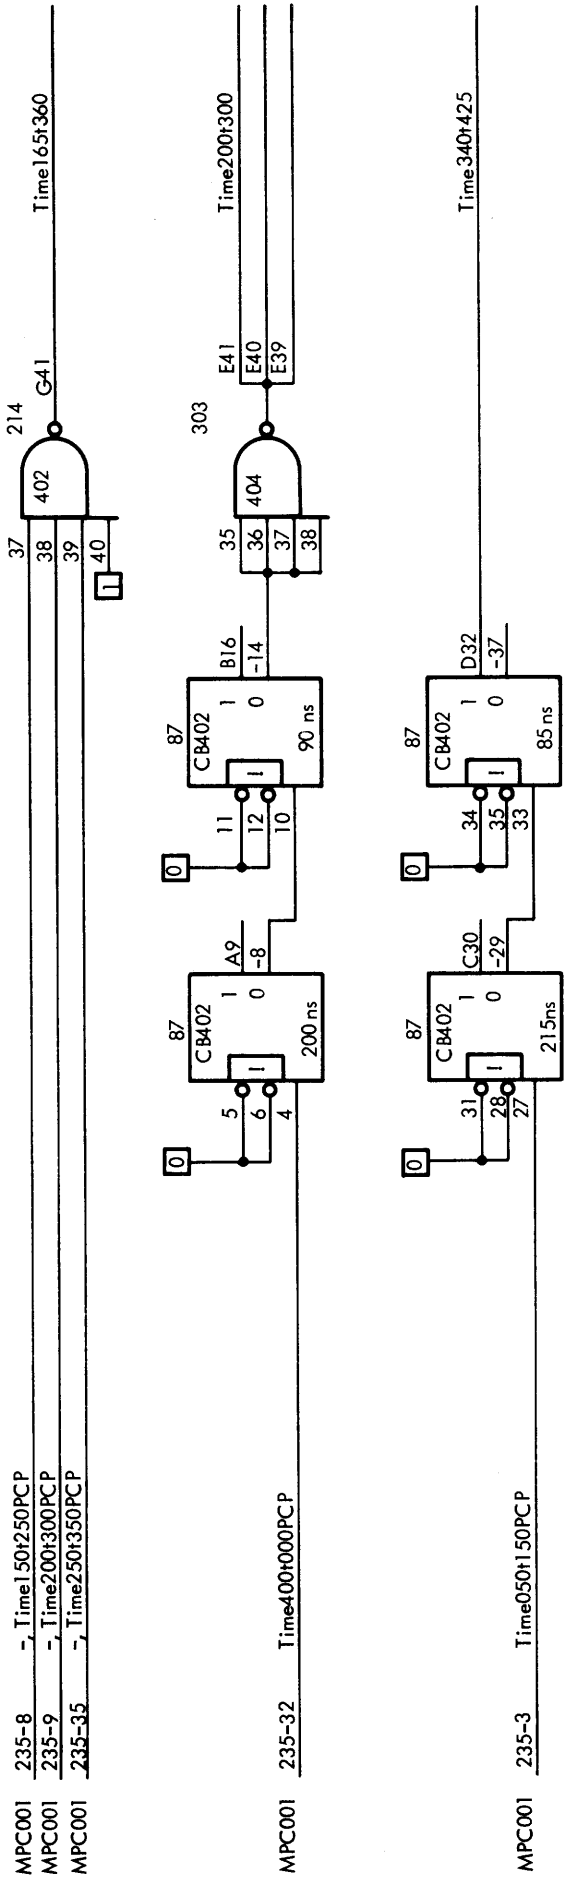 MPC001 235-8 -, Time150t250PCP
MPC001 235-9 -, Time200t300PCP
MPC001 235-35 -, Time250t350PCP
37
38
39
40
1
402
214
G41
Time165t360
MPC001 235-32 Time400t000PCP
0
5
6
4
87
CB402
1
1
0
200 ns
A9
-8
0
11
12
10
87
CB402
1
1
0
90 ns
B16
-14
35
36
37
38
404
303
E41
E40
E39
Time200t300
MPC001 235-3 Time050t150PCP
0
31
28
27
87
CB402
1
1
0
215ns
C30
-29
0
34
35
33
87
CB402
1
1
0
85ns
D32
-37
Time340t425